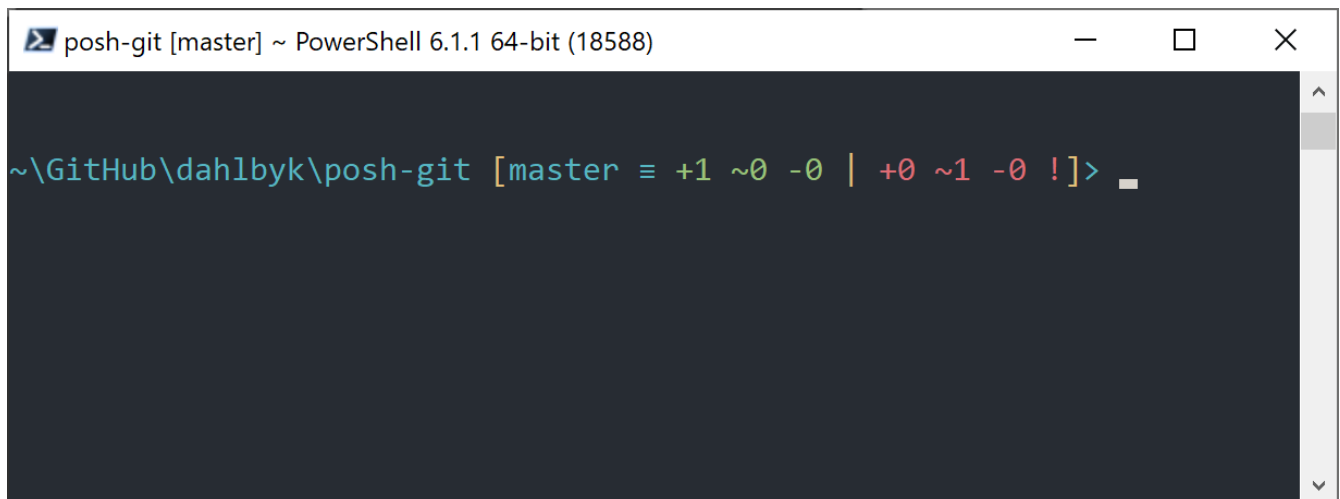 posh-git [master] ~ PowerShell 6.1.1 64-bit (18588)
~\GitHub\dahlbyk\posh-git [master ≡ +1 ~0 -0 | +0 ~1 -0 !]>